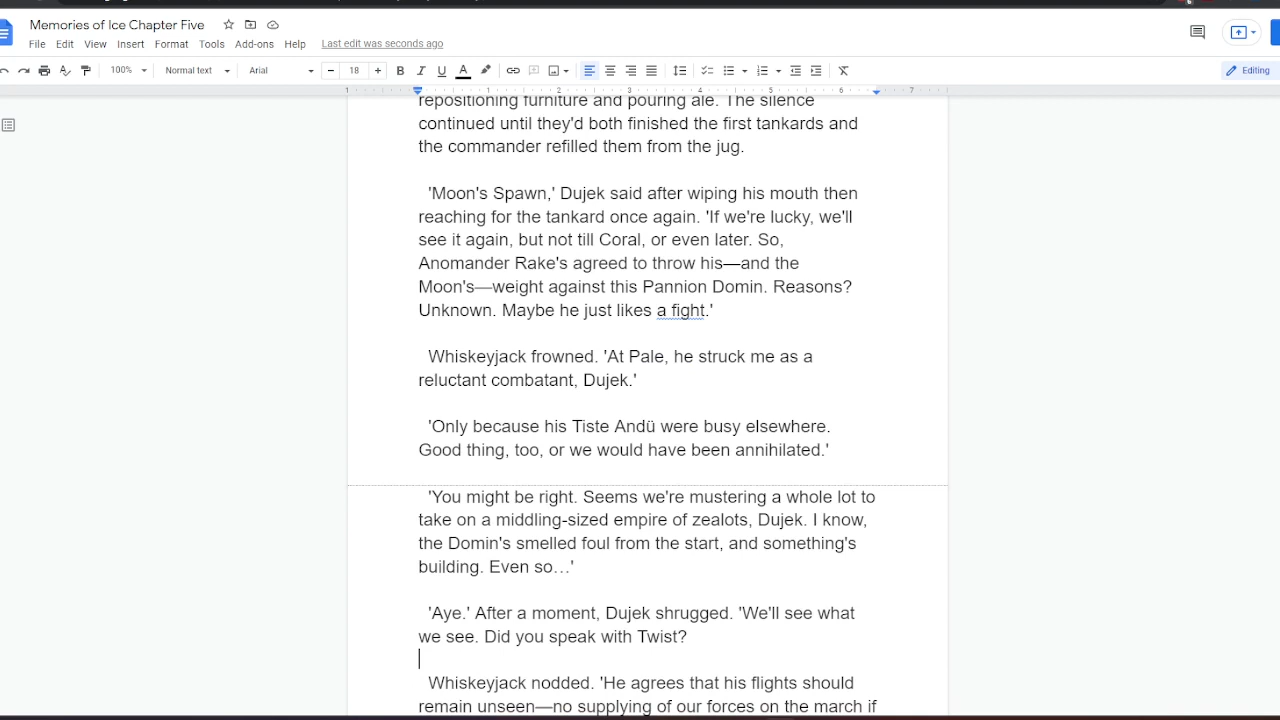 Memories of Ice Chapter Five
File Edit View Insert Format Tools Add-ons Help Last edit was seconds ago
100% Normal text Arial 18 B I U A Editing
1 1 2 3 4 5 6 7
repositioning furniture and pouring ale. The silence
continued until they'd both finished the first tankards and
the commander refilled them from the jug.
'Moon's Spawn,' Dujek said after wiping his mouth then
reaching for the tankard once again. 'If we're lucky, we'll
see it again, but not till Coral, or even later. So,
Anomander Rake's agreed to throw his—and the
Moon's—weight against this Pannion Domin. Reasons?
Unknown. Maybe he just likes a fight.'
Whiskeyjack frowned. 'At Pale, he struck me as a
reluctant combatant, Dujek.'
'Only because his Tiste Andü were busy elsewhere.
Good thing, too, or we would have been annihilated.'
'You might be right. Seems we're mustering a whole lot to
take on a middling-sized empire of zealots, Dujek. I know,
the Domin's smelled foul from the start, and something's
building. Even so…'
'Aye.' After a moment, Dujek shrugged. 'We'll see what
we see. Did you speak with Twist?
Whiskeyjack nodded. 'He agrees that his flights should
remain unseen—no supplying of our forces on the march if